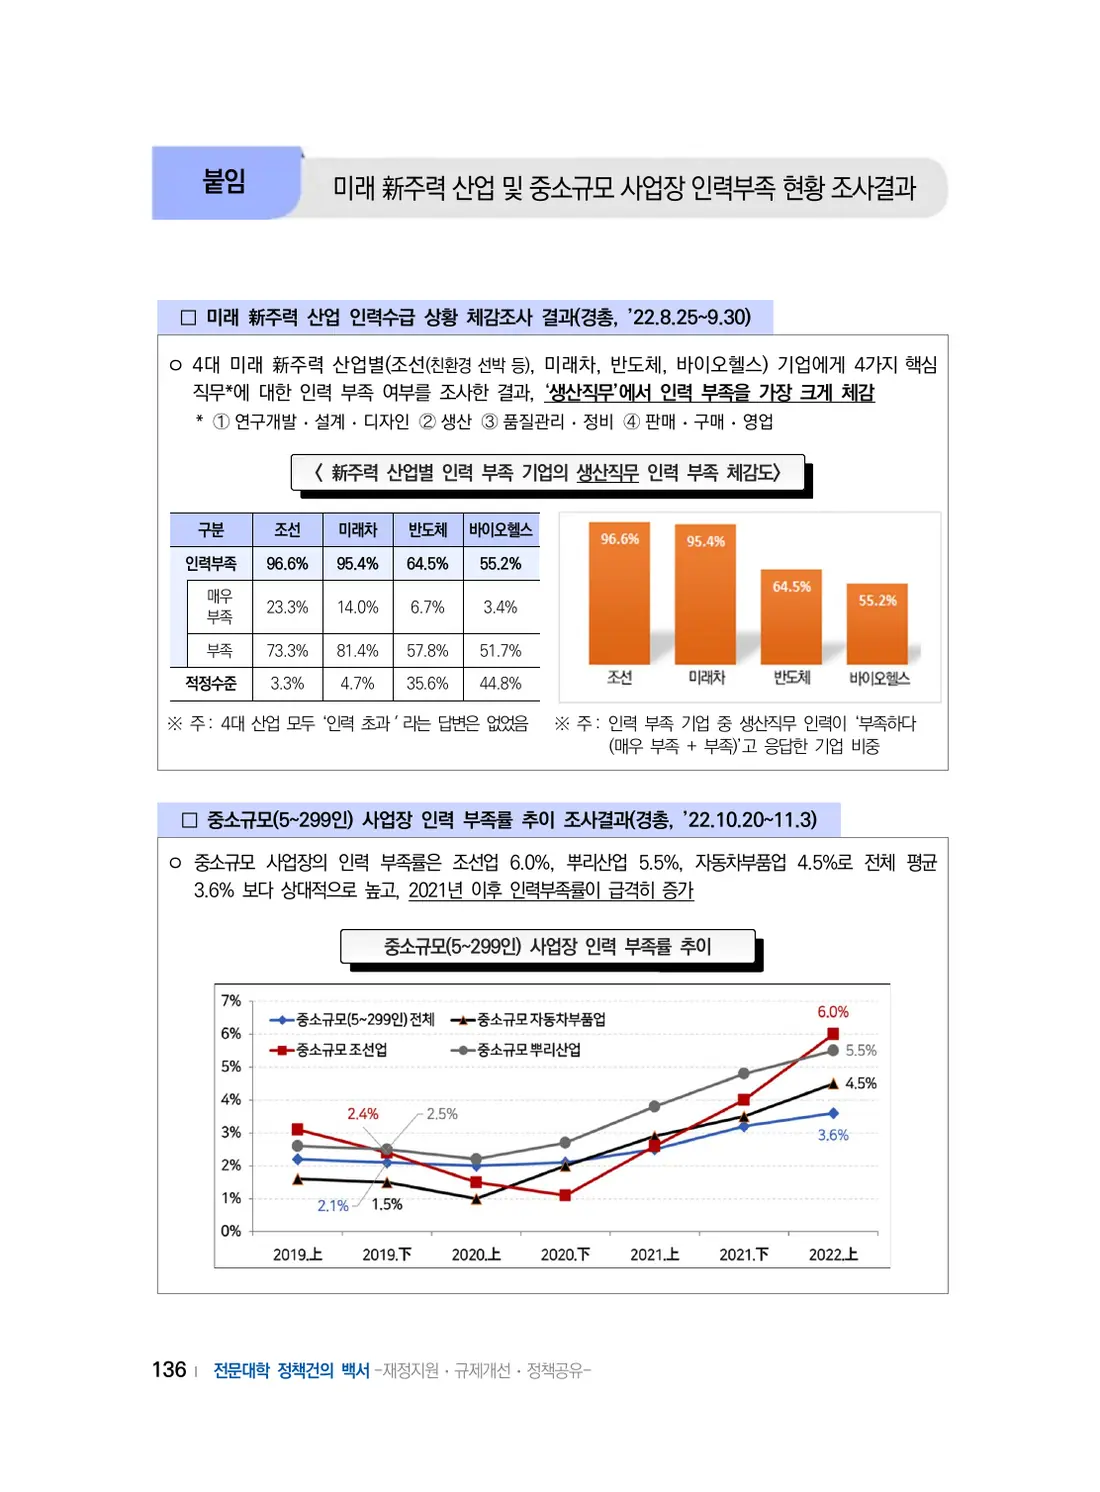 붙임
미래 新주력 산업 및 중소규모 사업장 인력부족 현황 조사결과
□ 미래 新주력 산업 인력수급 상황 체감조사 결과(경총, ’22.8.25~9.30)
○ 4대 미래 新주력 산업별(조선(친환경 선박 등), 미래차, 반도체, 바이오헬스) 기업에게 4가지 핵심
직무*에 대한 인력 부족 여부를 조사한 결과, ‘생산직무’에서 인력 부족을 가장 크게 체감
* ① 연구개발·설계·디자인 ② 생산 ③ 품질관리·정비 ④ 판매·구매·영업
< 新주력 산업별 인력 부족 기업의 생산직무 인력 부족 체감도>
구분 조선 미래차 반도체 바이오헬스
인력부족 96.6% 95.4% 64.5% 55.2%
매우
부족 23.3% 14.0% 6.7% 3.4%
부족 73.3% 81.4% 57.8% 51.7%
적정수준 3.3% 4.7% 35.6% 44.8%
※ 주: 4대 산업 모두 ‘인력 초과’라는 답변은 없었음
96.6% 95.4% 64.5% 55.2%
조선 미래차 반도체 바이오헬스
※ 주: 인력 부족 기업 중 생산직무 인력이 ‘부족하다
(매우 부족 + 부족)’고 응답한 기업 비중
□ 중소규모(5~299인) 사업장 인력 부족률 추이 조사결과(경총, ’22.10.20~11.3)
○ 중소규모 사업장의 인력 부족률은 조선업 6.0%, 뿌리산업 5.5%, 자동차부품업 4.5%로 전체 평균
3.6% 보다 상대적으로 높고, 2021년 이후 인력부족률이 급격히 증가
중소규모(5~299인) 사업장 인력 부족률 추이
7%
6%
5%
4%
3%
2%
1%
0%
중소규모(5~299인) 전체 중소규모 자동차부품업
중소규모 조선업 중소규모 뿌리산업
6.0%
5.5%
4.5%
3.6%
2.4% 2.5%
2.1% 1.5%
2019.上 2019.下 2020.上 2020.下 2021.上 2021.下 2022.上
136 | 전문대학 정책건의 백서 -재정지원·규제개선·정책공유-